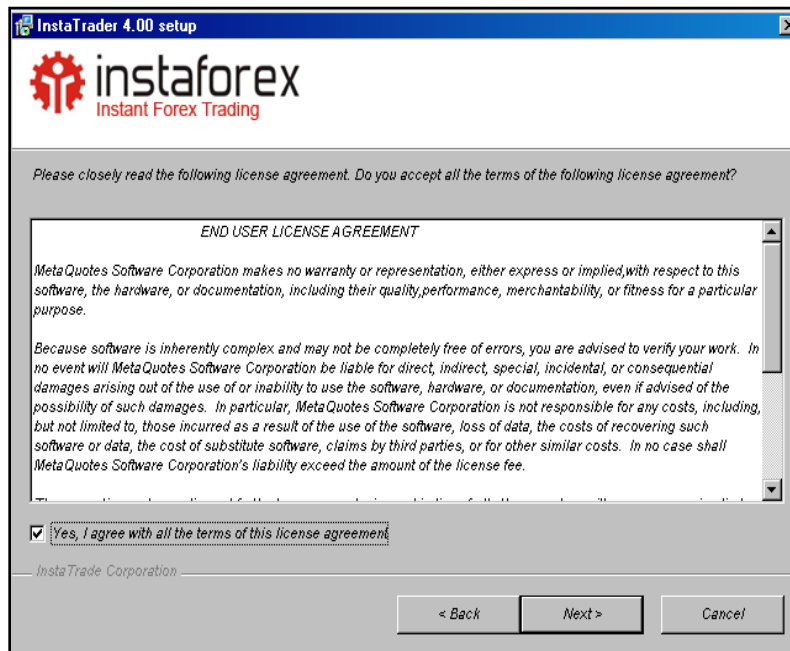 InstaTrader 4.00 setup
instaforex
Instant Forex Trading
Please closely read the following license agreement. Do you accept all the terms of the following license agreement?
END USER LICENSE AGREEMENT
MetaQuotes Software Corporation makes no warranty or representation, either express or implied,with respect to this
software, the hardware, or documentation, including their quality,performance, merchantability, or fitness for a particular
purpose.
Because software is inherently complex and may not be completely free of errors, you are advised to verify your work. In
no event will MetaQuotes Software Corporation be liable for direct, indirect, special, incidental, or consequential
damages arising out of the use of or inability to use the software, hardware, or documentation, even if advised of the
possibility of such damages. In particular, MetaQuotes Software Corporation is not responsible for any costs, including,
but not limited to, those incurred as a result of the use of the software, loss of data, the costs of recovering such
software or data, the cost of substitute software, claims by third parties, or for other similar costs. In no case shall
MetaQuotes Software Corporation's liability exceed the amount of the license fee.
Yes, I agree with all the terms of this license agreement
InstaTrade Corporation
< Back
Next >
Cancel